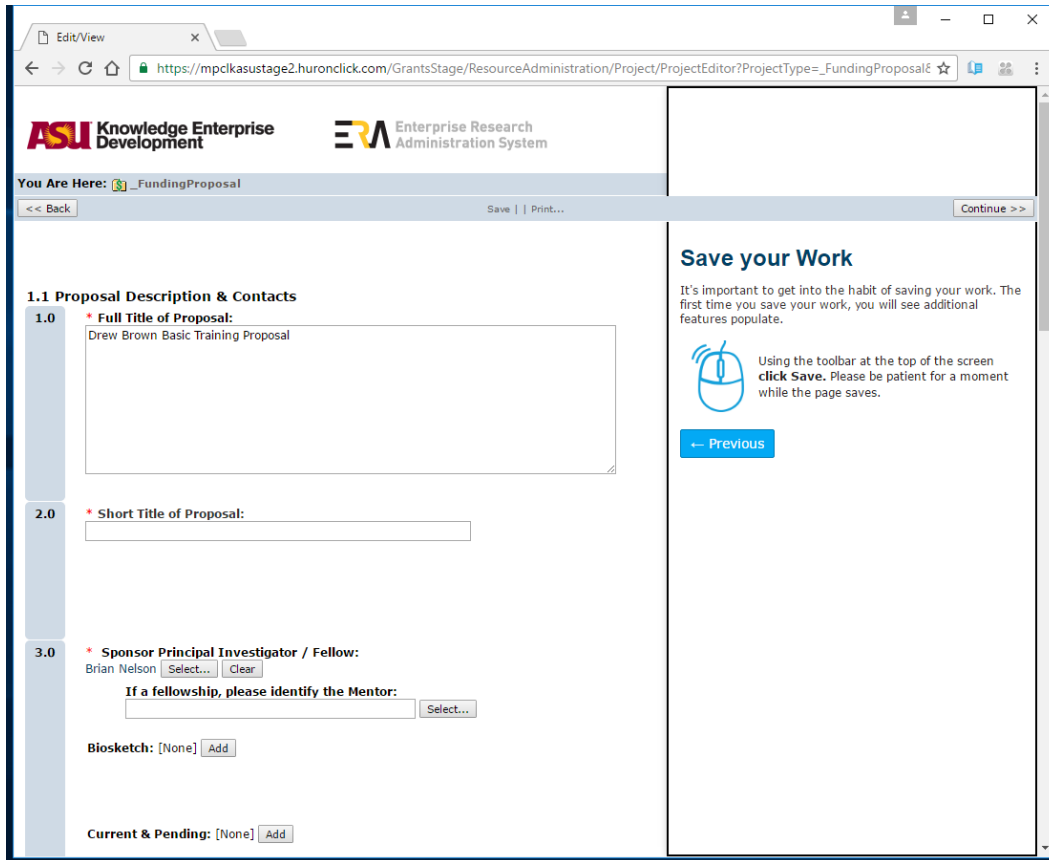 Edit/View
https://mpclkasustage2.huronclick.com/GrantsStage/ResourceAdministration/Project/ProjectEditor?ProjectType=_FundingProposal&
ASU Knowledge Enterprise Development
ERA Enterprise Research Administration System
You Are Here: _FundingProposal
<< Back Save | | Print... Continue >>
Save your Work
It's important to get into the habit of saving your work. The
first time you save your work, you will see additional
features populate.
Using the toolbar at the top of the screen
click Save. Please be patient for a moment
while the page saves.
← Previous
1.1 Proposal Description & Contacts
1.0 * Full Title of Proposal:
Drew Brown Basic Training Proposal
2.0 * Short Title of Proposal:
3.0 * Sponsor Principal Investigator / Fellow:
Brian Nelson Select... Clear
If a fellowship, please identify the Mentor:
Select...
Biosketch: [None] Add
Current & Pending: [None] Add